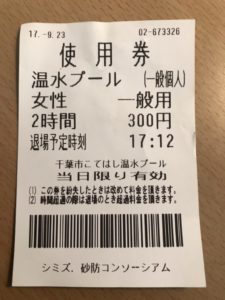 17.-9.23 02-673326
使用券
温水プール (一般個人)
女性 一般用
2時間 300円
退場予定時刻 17:12
千葉市こてはし温水プール
当日限り有効
(1) この券を紛失したときは改めて料金を頂きます。
(2) 時間超過の際は退場のとき超過料金を頂きます。
シミズ、砂防コンソーシアム